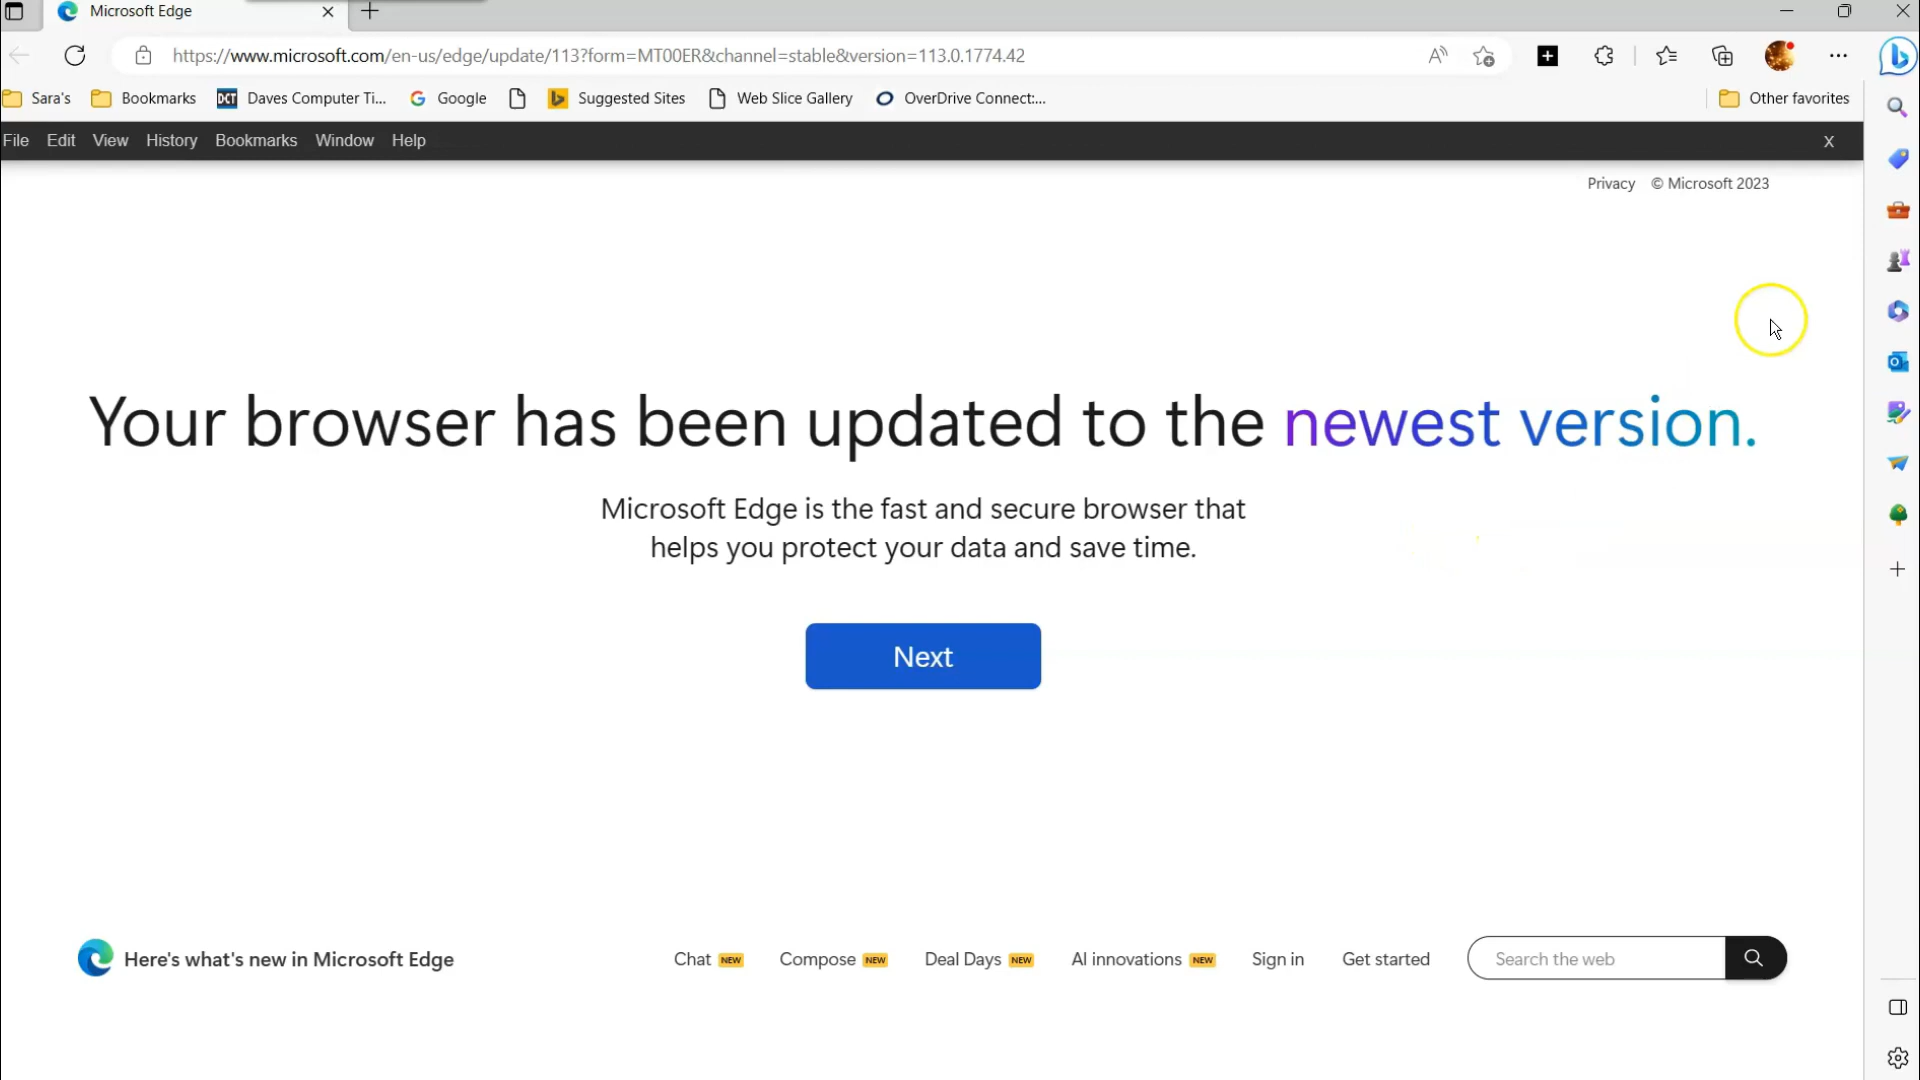 Microsoft Edge
https://www.microsoft.com/en-us/edge/update/113?form=MT00ER&channel=stable&version=113.0.1774.42
Sara's Bookmarks DCT Daves Computer Ti... Google Suggested Sites Web Slice Gallery OverDrive Connect:... Other favorites
File Edit View History Bookmarks Window Help X
Privacy © Microsoft 2023
Your browser has been updated to the newest version.
Microsoft Edge is the fast and secure browser that
helps you protect your data and save time.
Next
Here's what's new in Microsoft Edge Chat NEW Compose NEW Deal Days NEW AI innovations NEW Sign in Get started Search the web